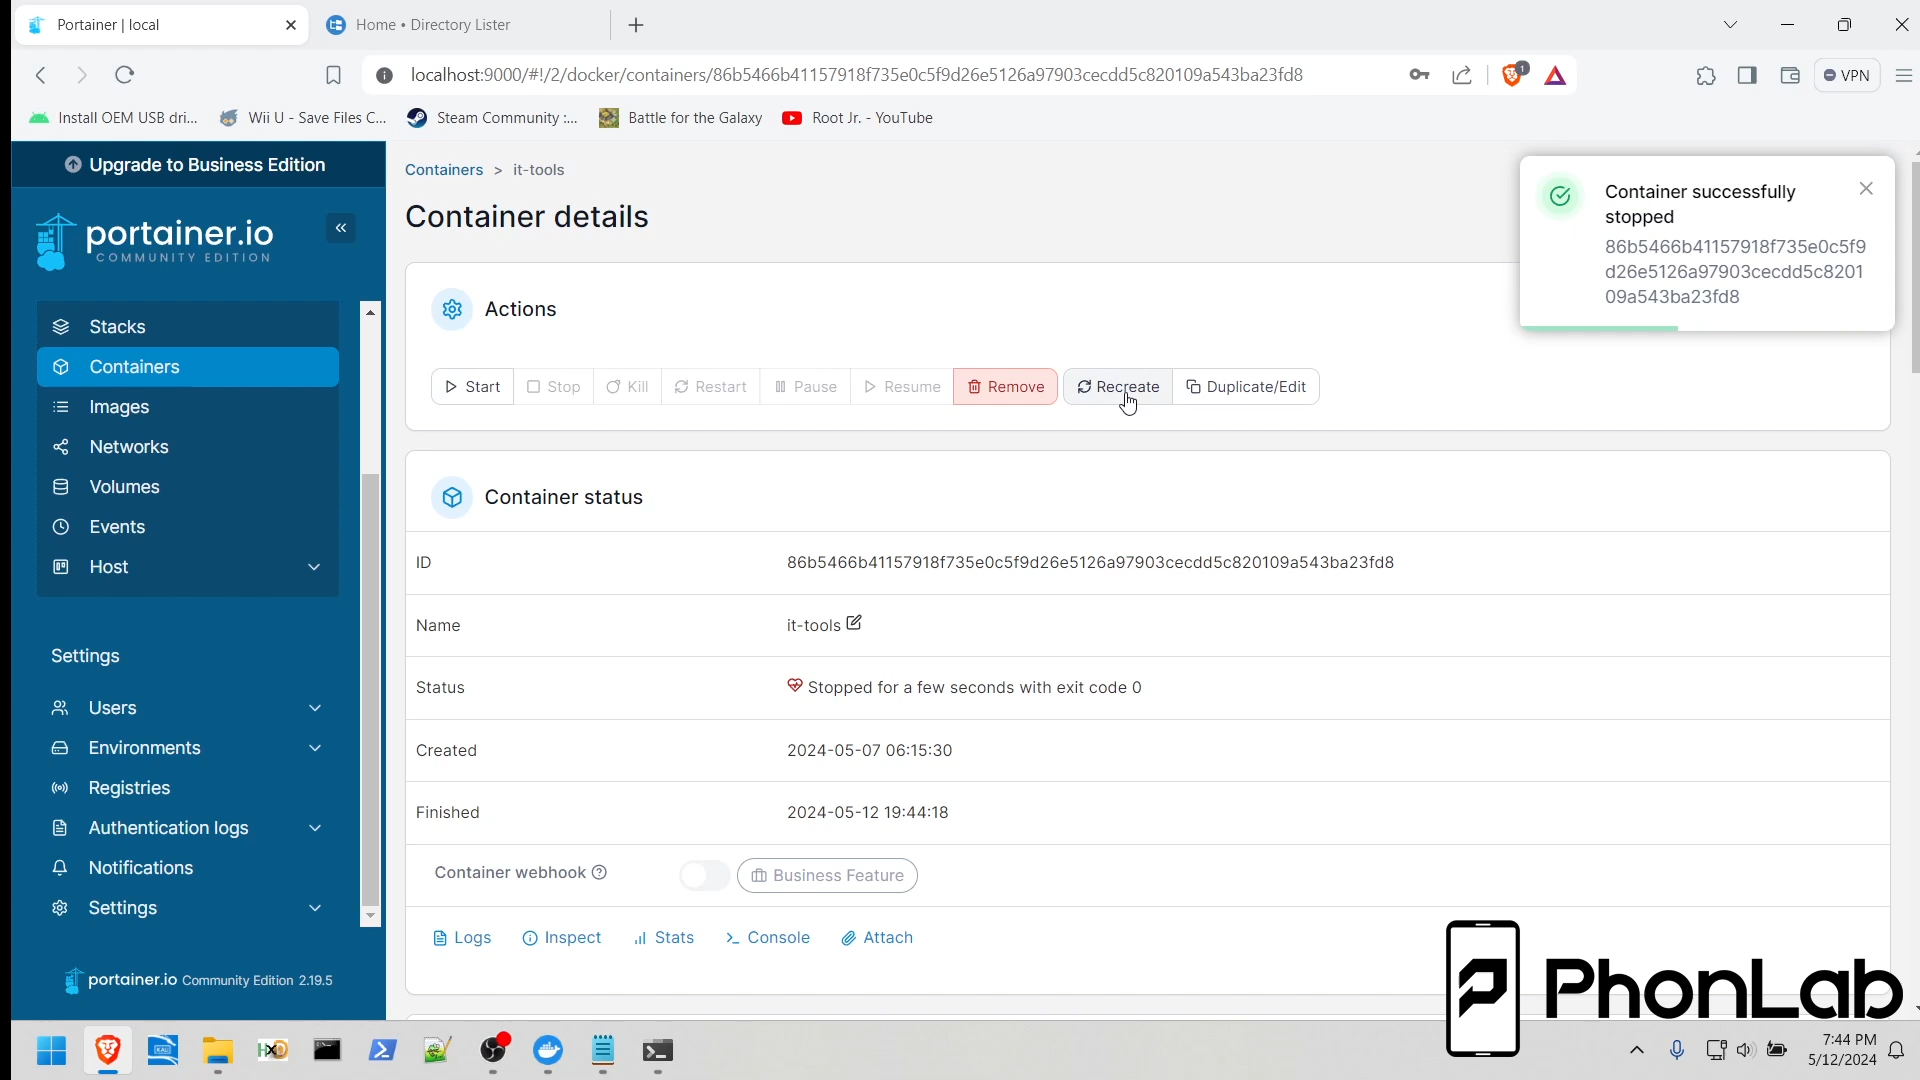 Portainer | local
Home • Directory Lister
localhost:9000/#!/2/docker/containers/86b5466b41157918f735e0c5f9d26e5126a97903cecdd5c820109a543ba23fd8
1
VPN
Install OEM USB dri...
Wii U - Save Files C...
Steam Community :...
Battle for the Galaxy
Root Jr. - YouTube
Upgrade to Business Edition
portainer.io
COMMUNITY EDITION
Stacks
Containers
Images
Networks
Volumes
Events
Host
Settings
Users
Environments
Registries
Authentication logs
Notifications
Settings
portainer.io Community Edition 2.19.5
Containers > it-tools
Container details
Container successfully
stopped
86b5466b41157918f735e0c5f9
d26e5126a97903cecdd5c8201
09a543ba23fd8
Actions
Start
Stop
Kill
Restart
Pause
Resume
Remove
Recreate
Duplicate/Edit
Container status
ID
86b5466b41157918f735e0c5f9d26e5126a97903cecdd5c820109a543ba23fd8
Name
it-tools
Status
Stopped for a few seconds with exit code 0
Created
2024-05-07 06:15:30
Finished
2024-05-12 19:44:18
Container webhook
Business Feature
Logs
Inspect
Stats
Console
Attach
PhonLab
HxD
7:44 PM
5/12/2024